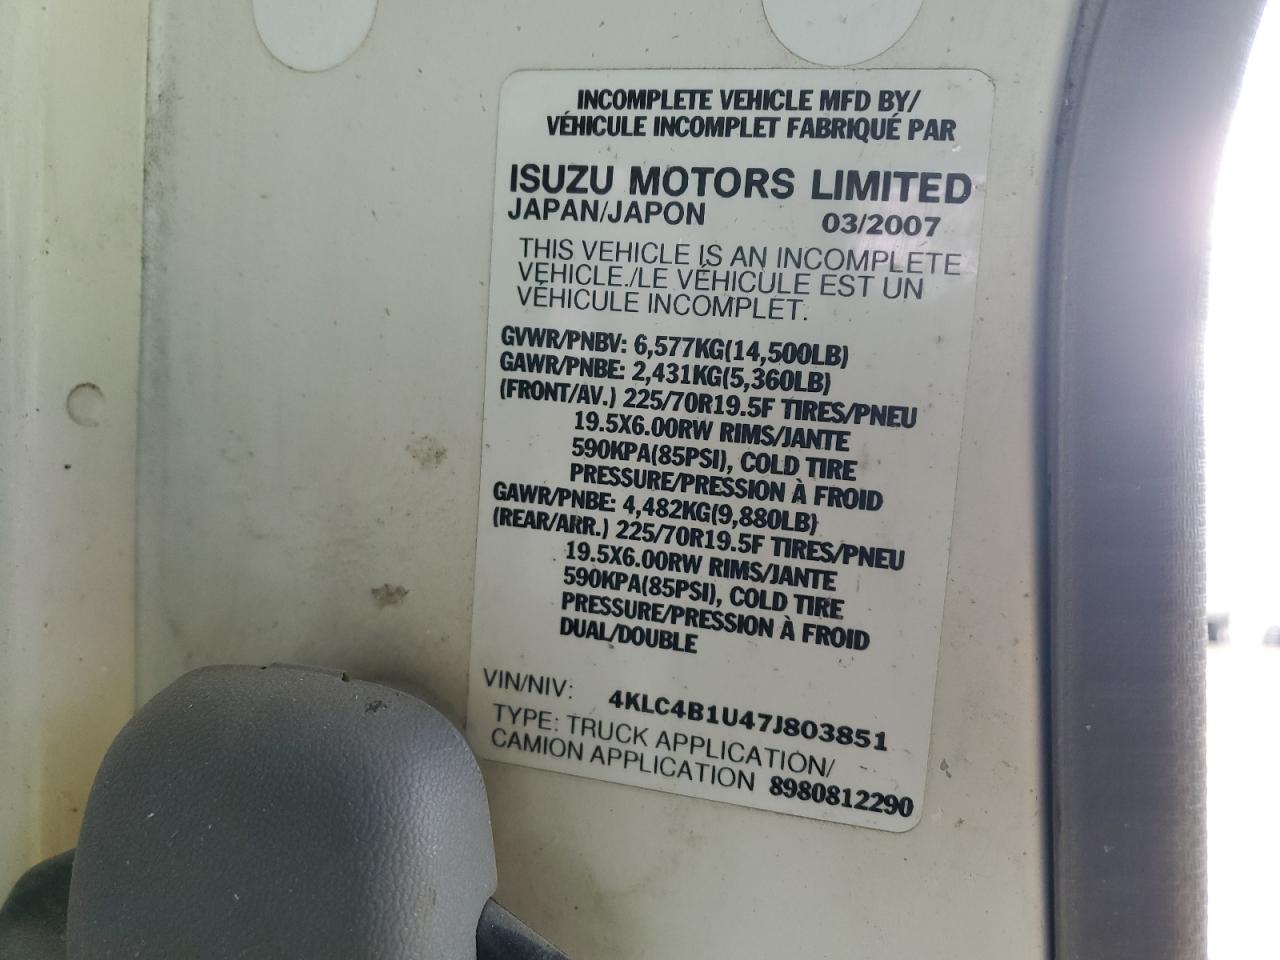 INCOMPLETE VEHICLE MFD BY/
VÉHICULE INCOMPLET FABRIQUÉ PAR
ISUZU MOTORS LIMITED
JAPAN/JAPON 03/2007
THIS VEHICLE IS AN INCOMPLETE
VEHICLE./LE VÉHICULE EST UN
VÉHICULE INCOMPLET.
GVWR/PNBV: 6,577KG(14,500LB)
GAWR/PNBE: 2,431KG(5,360LB)
(FRONT/AV.) 225/70R19.5F TIRES/PNEU
19.5X6.00RW RIMS/JANTE
590KPA(85PSI), COLD TIRE
PRESSURE/PRESSION À FROID
GAWR/PNBE: 4,482KG(9,880LB)
(REAR/ARR.) 225/70R19.5F TIRES/PNEU
19.5X6.00RW RIMS/JANTE
590KPA(85PSI), COLD TIRE
PRESSURE/PRESSION À FROID
DUAL/DOUBLE
VIN/NIV: 4KLC4B1U47J803851
TYPE: TRUCK APPLICATION/
CAMION APPLICATION 8980812290